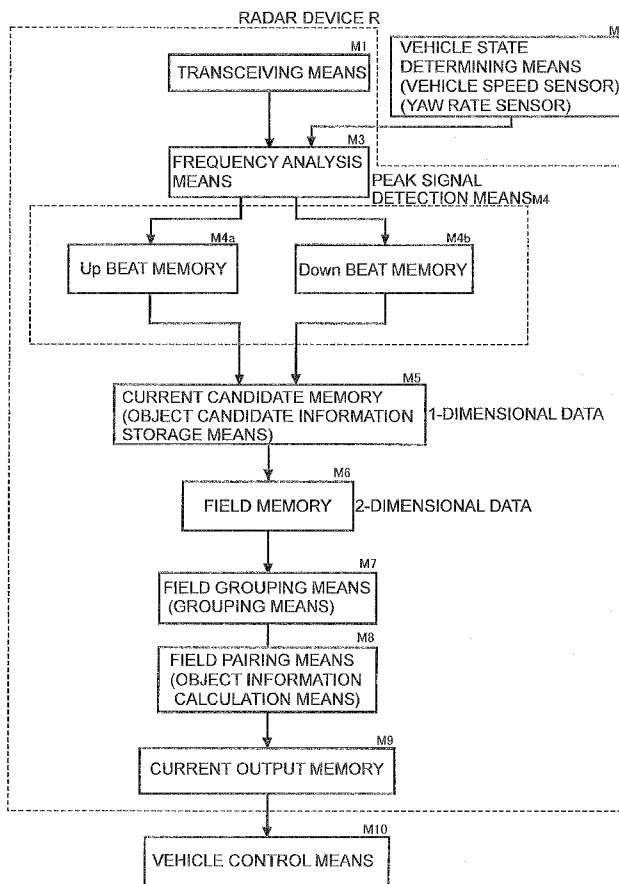 RADAR DEVICE R
M
M1
TRANSCEIVING MEANS
VEHICLE STATE
DETERMINING MEANS
(VEHICLE SPEED SENSOR)
(YAW RATE SENSOR)
M3
FREQUENCY ANALYSIS
MEANS
PEAK SIGNAL
DETECTION MEANS M4
M4a
Up BEAT MEMORY
M4b
Down BEAT MEMORY
M5
CURRENT CANDIDATE MEMORY
(OBJECT CANDIDATE INFORMATION
STORAGE MEANS)
1-DIMENSIONAL DATA
M6
FIELD MEMORY
2-DIMENSIONAL DATA
M7
FIELD GROUPING MEANS
(GROUPING MEANS)
M8
FIELD PAIRING MEANS
(OBJECT INFORMATION
CALCULATION MEANS)
M9
CURRENT OUTPUT MEMORY
M10
VEHICLE CONTROL MEANS